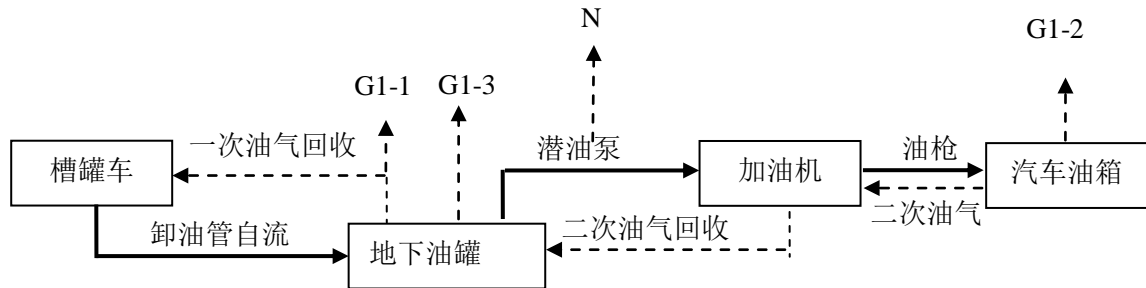 N
G1-2
G1-1
G1-3
一次油气回收
潜油泵
油枪
槽罐车
加油机
汽车油箱
二次油气
卸油管自流
二次油气回收
地下油罐